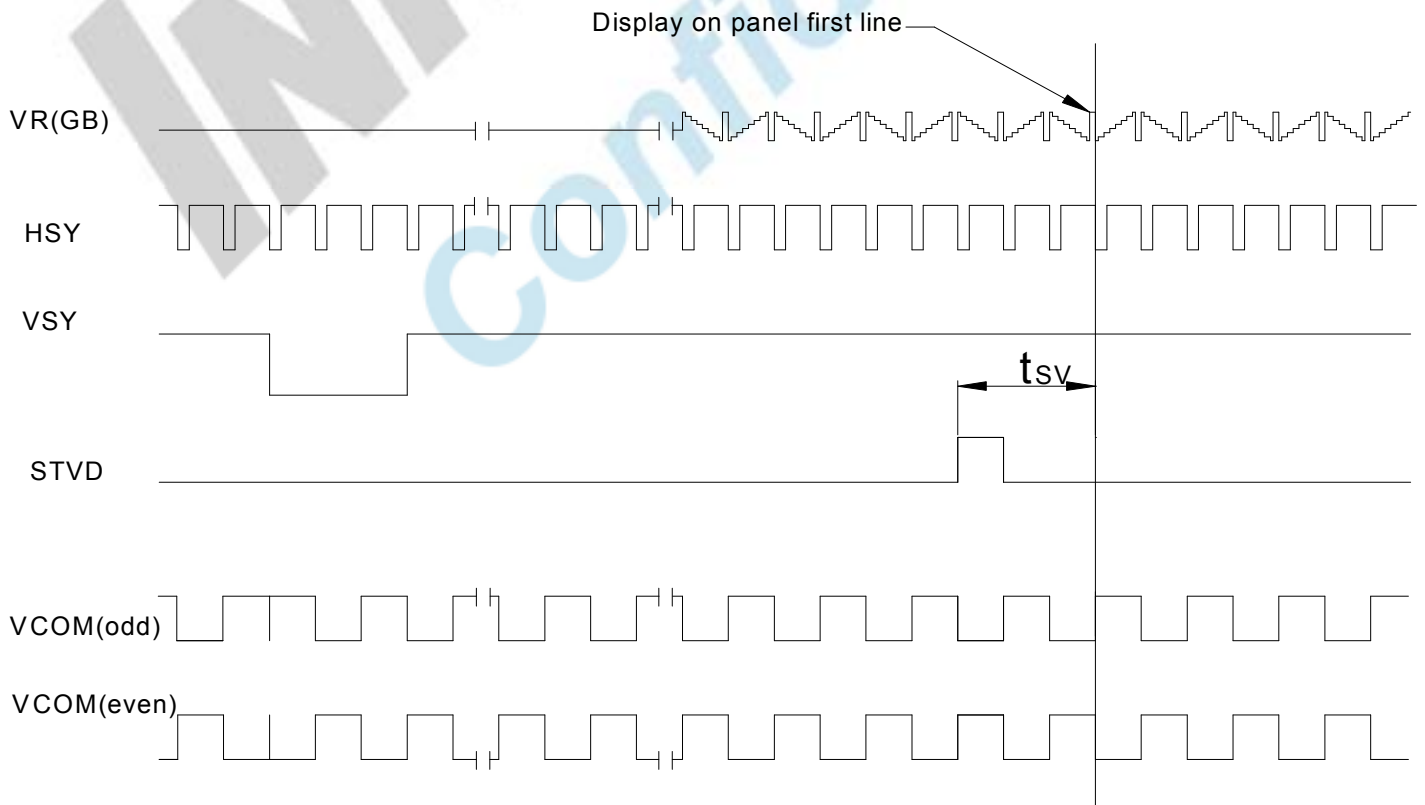 Display on panel first line
VR(GB)
HSY
VSY
tsv
STVD
VCOM(odd)
VCOM(even)